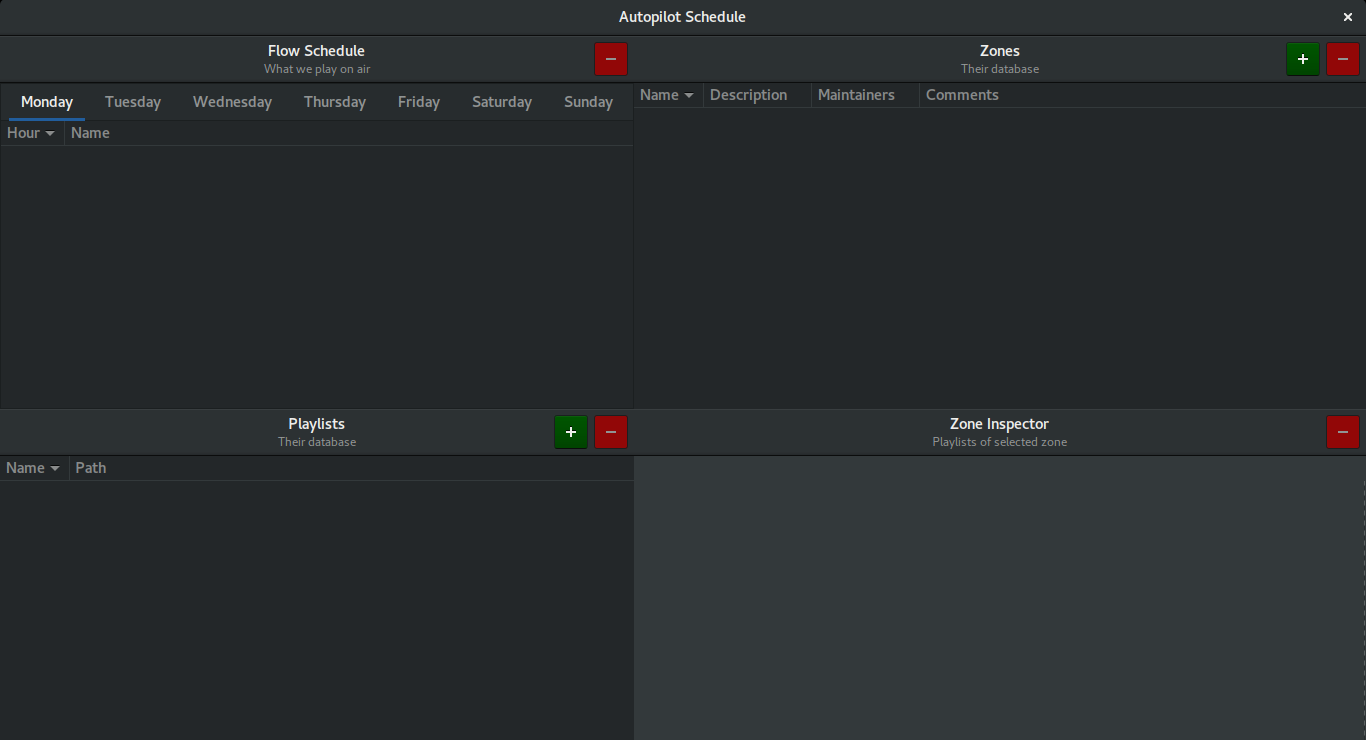 Autopilot Schedule
Flow Schedule
What we play on air
Zones
Their database
Monday Tuesday Wednesday Thursday Friday Saturday Sunday
Hour Name
Name Description Maintainers Comments
Playlists
Their database
Zone Inspector
Playlists of selected zone
Name Path